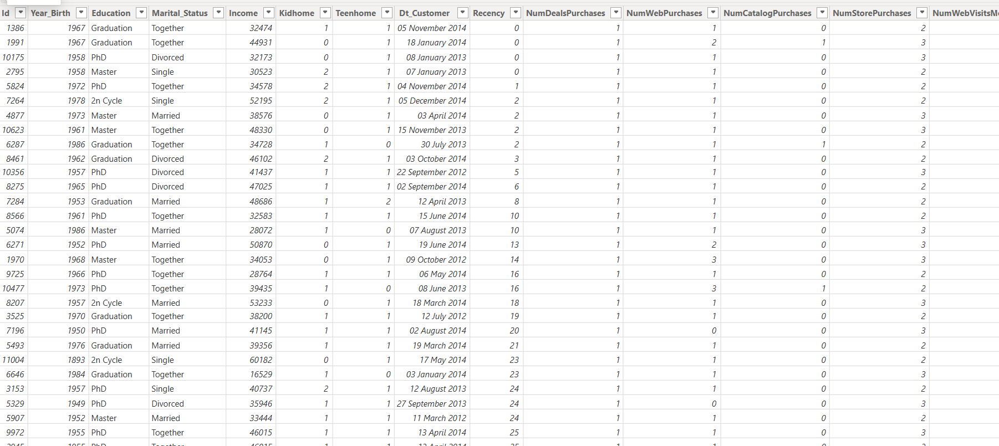 Id Year_Birth Education Marital_Status Income Kidhome Teenhome Dt_Customer Recency NumDealsPurchases NumWebPurchases NumCatalogPurchases NumStorePurchases
1386 1967 Graduation Together 32474 1 1 05 November 2014 0 1 1 0 2
1991 1967 Graduation Together 44931 0 1 18 January 2014 0 1 2 1 3
10175 1958 PhD Divorced 32173 0 1 08 January 2013 0 1 1 0 3
2795 1958 Master Single 30523 2 1 07 January 2013 0 1 1 0 2
5824 1972 PhD Together 34578 2 1 04 November 2014 1 1 1 0 2
7264 1978 2n Cycle Single 52195 2 1 05 December 2014 2 1 1 0 2
4877 1973 Master Married 38576 0 1 03 April 2014 2 1 1 0 3
10623 1961 Master Together 48330 0 1 15 November 2013 2 1 1 0 3
6287 1986 Graduation Together 34728 1 0 30 July 2013 2 1 1 1 2
8461 1962 Graduation Divorced 46102 2 1 03 October 2014 3 1 1 0 2
10356 1957 PhD Divorced 41437 1 1 22 September 2012 5 1 1 0 3
8275 1965 PhD Divorced 47025 1 1 02 September 2014 6 1 1 0 2
7284 1953 Graduation Married 48686 1 2 12 April 2013 8 1 1 0 2
8566 1961 PhD Together 32583 1 1 15 June 2014 10 1 1 0 2
5074 1986 Master Married 28072 1 0 07 August 2013 10 1 1 0 3
6271 1952 PhD Married 50870 0 1 19 June 2014 13 1 2 0 3
1970 1968 Master Together 34053 0 1 09 October 2012 14 1 3 0 3
9725 1966 PhD Together 28764 1 1 06 May 2014 16 1 1 0 2
10477 1973 PhD Together 39435 1 0 08 June 2013 16 1 3 1 2
8207 1957 2n Cycle Married 53233 0 1 18 March 2014 18 1 1 0 3
3525 1970 Graduation Together 38200 1 1 12 July 2012 19 1 1 0 2
7196 1950 PhD Married 41145 1 1 02 August 2014 20 1 0 0 3
5493 1976 Graduation Married 39356 1 1 19 March 2014 21 1 1 0 2
11004 1893 2n Cycle Single 60182 0 1 17 May 2014 23 1 1 0 2
6646 1984 Graduation Together 16529 1 0 03 January 2014 23 1 1 0 3
3153 1957 PhD Single 40737 2 1 12 August 2013 24 1 1 0 2
5329 1949 PhD Divorced 35946 1 1 27 September 2013 24 1 0 0 3
5907 1952 Master Married 33444 1 1 11 March 2012 24 1 1 0 2
9972 1955 PhD Together 46015 1 1 13 April 2014 25 1 1 0 3